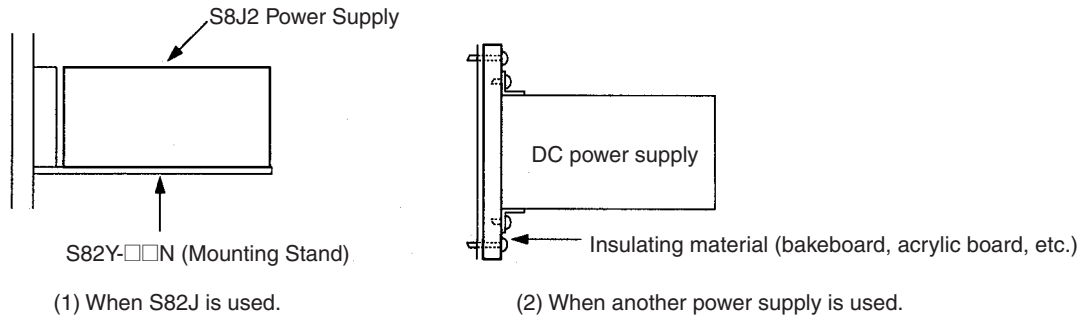 S8J2 Power Supply
DC power supply
S82Y-□□N (Mounting Stand)
Insulating material (bakeboard, acrylic board, etc.)
(1) When S82J is used.
(2) When another power supply is used.